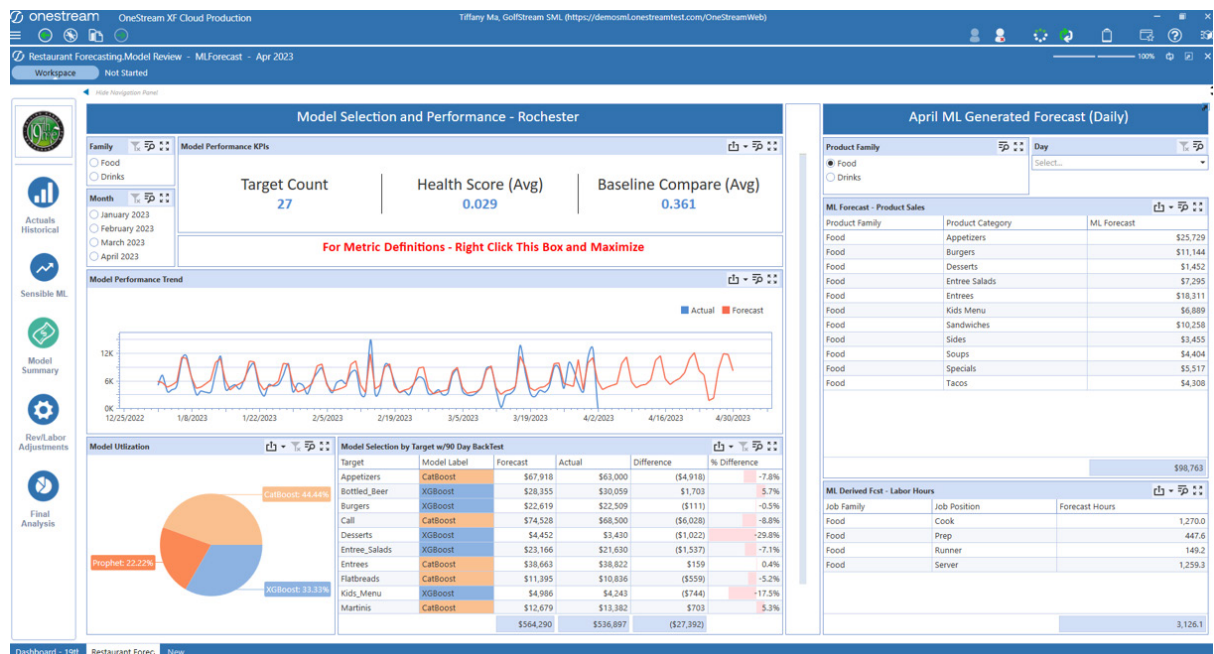 onestream OneStream XF Cloud Production
Tiffany Ma, GolfStream SML (https://demosml.onestreamtest.com/OneStreamWeb)
Restaurant Forecasting.Model Review - MLForecast - Apr 2023
100%
Workspace Not Started
Hide Navigation Panel
19th
Actuals
Historical
Sensible ML
Model
Summary
Rev/Labor
Adjustments
Final
Analysis
Model Selection and Performance - Rochester
Family
Food
Drinks
Month
January 2023
February 2023
March 2023
April 2023
Model Performance KPIs
Target Count Health Score (Avg) Baseline Compare (Avg)
27 0.029 0.361
For Metric Definitions - Right Click This Box and Maximize
Model Performance Trend
Actual Forecast
12K
6K
0K
12/25/2022 1/8/2023 1/22/2023 2/5/2023 2/19/2023 3/5/2023 3/19/2023 4/2/2023 4/16/2023 4/30/2023
Model Utilization
CatBoost: 44.44%
Prophet: 22.22%
XGBoost: 33.33%
Model Selection by Target w/90 Day BackTest
Target Model Label Forecast Actual Difference % Difference
Appetizers CatBoost $67,918 $63,000 ($4,918) -7.8%
Bottled_Beer XGBoost $28,355 $30,059 $1,703 5.7%
Burgers XGBoost $22,619 $22,509 ($111) -0.5%
Call CatBoost $74,528 $68,500 ($6,028) -8.8%
Desserts XGBoost $4,452 $3,430 ($1,022) -29.8%
Entree_Salads XGBoost $23,166 $21,630 ($1,537) -7.1%
Entrees CatBoost $38,663 $38,822 $159 0.4%
Flatbreads CatBoost $11,395 $10,836 ($559) -5.2%
Kids_Menu XGBoost $4,986 $4,243 ($744) -17.5%
Martinis CatBoost $12,679 $13,382 $703 5.3%
$564,290 $536,897 ($27,392)
April ML Generated Forecast (Daily)
Product Family
Food
Drinks
Day
Select...
ML Forecast - Product Sales
Product Family Product Category ML Forecast
Food Appetizers $25,729
Food Burgers $11,144
Food Desserts $1,452
Food Entree Salads $7,295
Food Entrees $18,311
Food Kids Menu $6,889
Food Sandwiches $10,258
Food Sides $3,455
Food Soups $4,404
Food Specials $5,517
Food Tacos $4,308
$98,763
ML Derived Fcst - Labor Hours
Job Family Job Position Forecast Hours
Food Cook 1,270.0
Food Prep 447.6
Food Runner 149.2
Food Server 1,259.3
3,126.1
Dashboard - 19tl Restaurant Forec. New